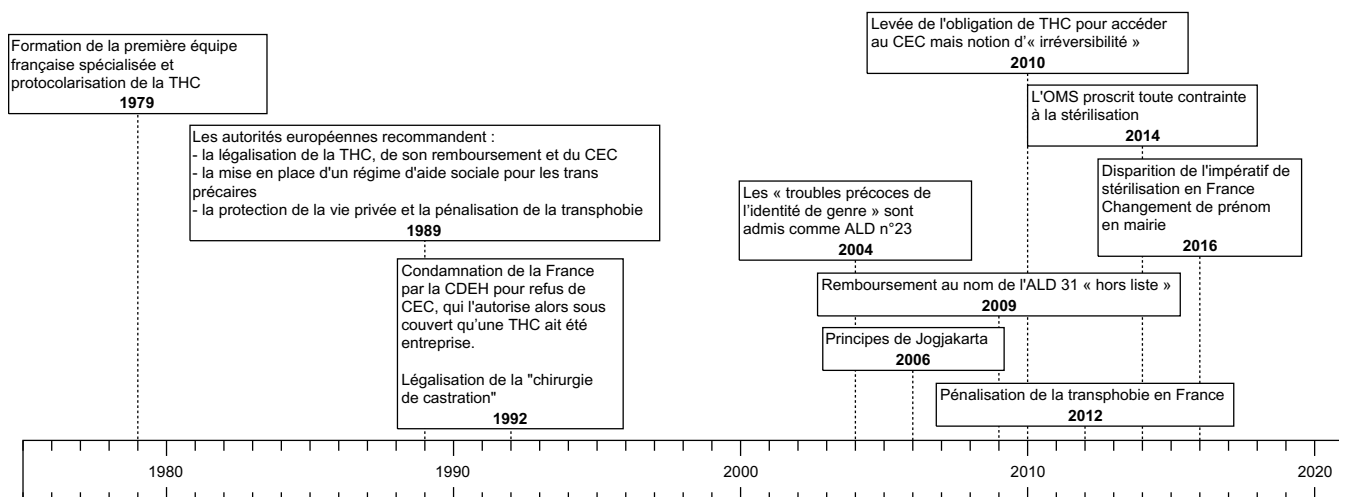 Formation de la première équipe
française spécialisée et
protocolarisation de la THC
1979
Les autorités européennes recommandent :
- la légalisation de la THC, de son remboursement et du CEC
- la mise en place d'un régime d'aide sociale pour les trans
précaires
- la protection de la vie privée et la pénalisation de la transphobie
1989
Condamnation de la France
par la CDEH pour refus de
CEC, qui l'autorise alors sous
couvert qu'une THC ait été
entreprise.
Légalisation de la "chirurgie
de castration"
1992
Les « troubles précoces de
l'identité de genre » sont
admis comme ALD n°23
2004
Levée de l'obligation de THC pour accéder
au CEC mais notion d'« irréversibilité »
2010
L'OMS proscrit toute contrainte
à la stérilisation
2014
Disparition de l'impératif de
stérilisation en France
Changement de prénom
en mairie
2016
Remboursement au nom de l'ALD 31 « hors liste »
2009
Principes de Jogjakarta
2006
Pénalisation de la transphobie en France
2012
1980
1990
2000
2010
2020